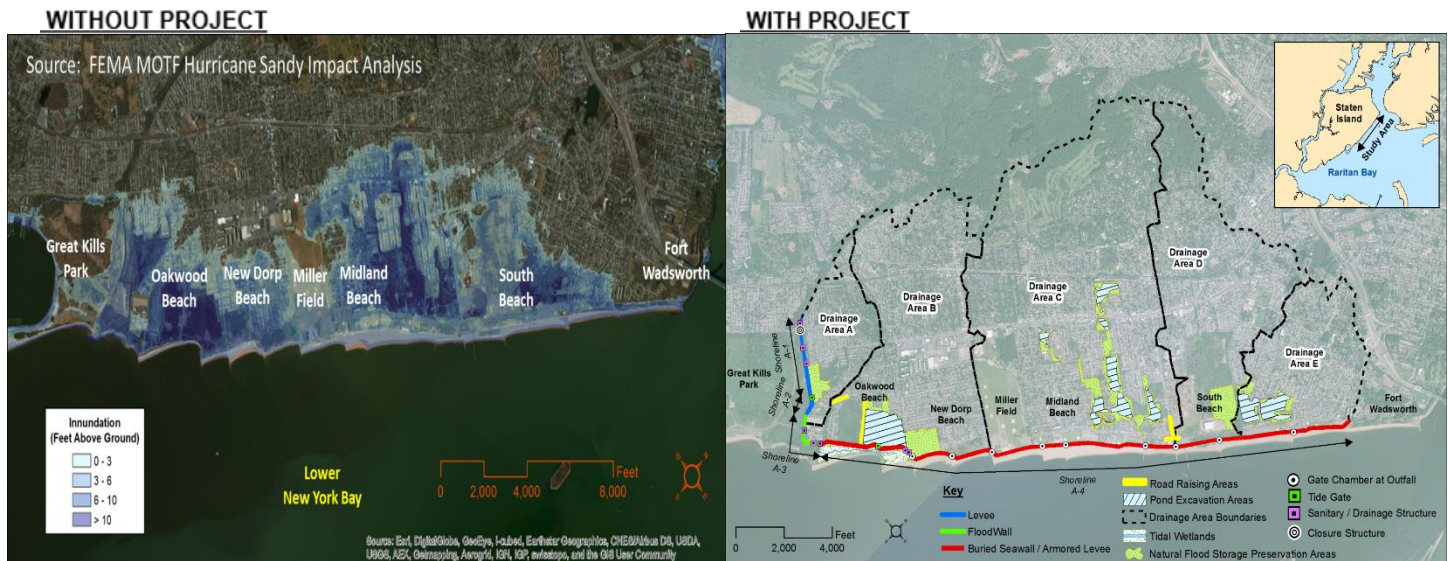 WITHOUT PROJECT
Source: FEMA MOTF Hurricane Sandy Impact Analysis
Great Kills
Park
Oakwood
Beach
New Dorp
Beach
Miller
Field
Midland
Beach
South
Beach
Fort
Wadsworth
Innundation
(Feet Above Ground)
0 - 3
3 - 6
6 - 10
> 10
Lower
New York Bay
Feet
0 2,000 4,000 8,000
Source: Esri, DigitalGlobe, GeoEye, i-cubed, Earthstar Geographics, CNES/Airbus DS, USDA,
USGS, AEX, Getmapping, Aerogrid, IGN, IGP, swisstopo, and the GIS User Community
WITH PROJECT
Staten
Island
Study Area
Raritan Bay
Drainage
Area A
Drainage
Area B
Drainage
Area C
Drainage
Area D
Drainage
Area E
Shoreline
A-1
Shoreline
A-2
Shoreline
A-3
Shoreline
A-4
Great Kills
Park
Oakwood
Beach
New Dorp
Beach
Miller
Field
Midland
Beach
South
Beach
Fort
Wadsworth
Feet
0 2,000 4,000
Key
Levee
FloodWall
Buried Seawall / Armored Levee
Road Raising Areas
Pond Excavation Areas
Drainage Area Boundaries
Tidal Wetlands
Natural Flood Storage Preservation Areas
Gate Chamber at Outfall
Tide Gate
Sanitary / Drainage Structure
Closure Structure